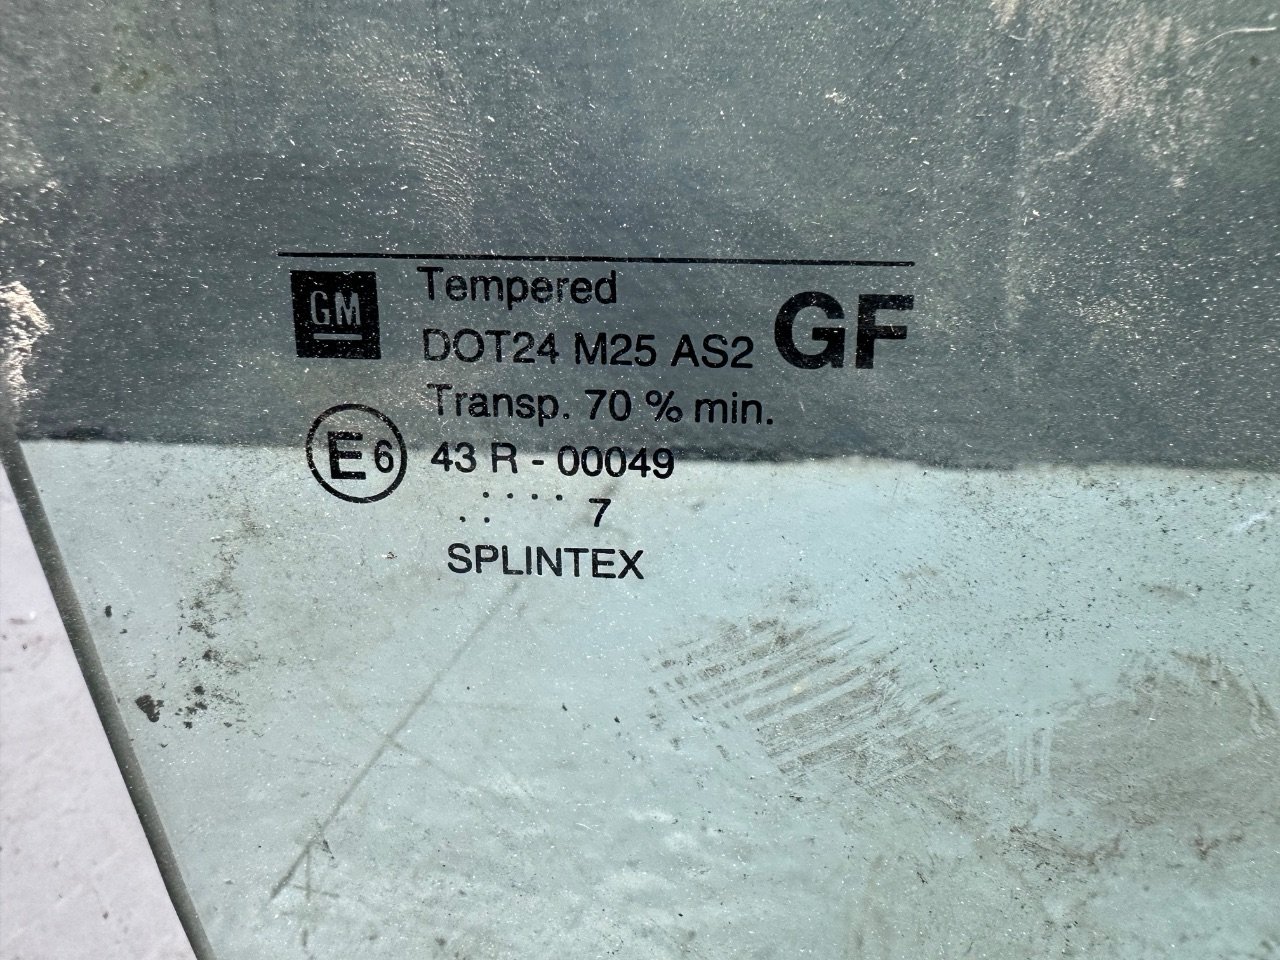 GM
Tempered
DOT24 M25 AS2 GF
Transp. 70 % min.
E6 43 R - 00049
.... 7
..
SPLINTEX